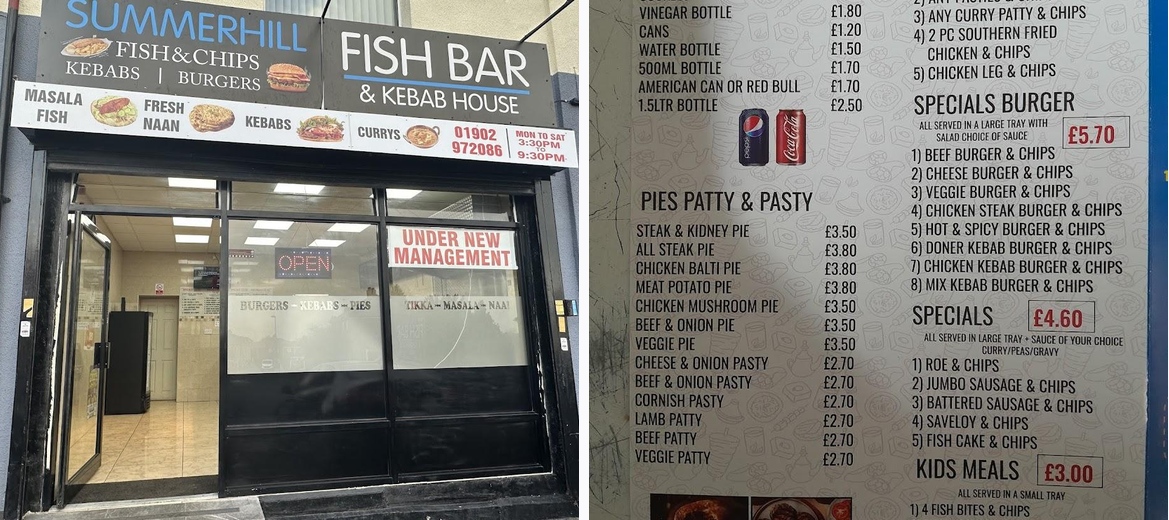 SUMMERHILL
FISH & CHIPS
KEBABS | BURGERS
FISH BAR
& KEBAB HOUSE
MASALA FISH
FRESH NAAN
KEBABS
CURRYS
01902
972086
MON TO SAT
3:30PM
TO
9:30PM
OPEN
UNDER NEW
MANAGEMENT
BURGERS - KEBABS - PIES
TIKKA - MASALA - NAAN
VINEGAR BOTTLE £1.80
CANS £1.20
WATER BOTTLE £1.50
500ML BOTTLE £1.70
AMERICAN CAN OR RED BULL £1.70
1.5LTR BOTTLE £2.50
pepsi
Coca-Cola
PIES PATTY & PASTY
STEAK & KIDNEY PIE £3.50
ALL STEAK PIE £3.80
CHICKEN BALTI PIE £3.80
MEAT POTATO PIE £3.80
CHICKEN MUSHROOM PIE £3.50
BEEF & ONION PIE £3.50
VEGGIE PIE £3.50
CHEESE & ONION PASTY £2.70
BEEF & ONION PASTY £2.70
CORNISH PASTY £2.70
LAMB PATTY £2.70
BEEF PATTY £2.70
VEGGIE PATTY £2.70
3) ANY CURRY PATTY & CHIPS
4) 2 PC SOUTHERN FRIED
CHICKEN & CHIPS
5) CHICKEN LEG & CHIPS
SPECIALS BURGER
ALL SERVED IN A LARGE TRAY WITH
SALAD CHOICE OF SAUCE
£5.70
1) BEEF BURGER & CHIPS
2) CHEESE BURGER & CHIPS
3) VEGGIE BURGER & CHIPS
4) CHICKEN STEAK BURGER & CHIPS
5) HOT & SPICY BURGER & CHIPS
6) DONER KEBAB BURGER & CHIPS
7) CHICKEN KEBAB BURGER & CHIPS
8) MIX KEBAB BURGER & CHIPS
SPECIALS £4.60
ALL SERVED IN LARGE TRAY + SAUCE OF YOUR CHOICE
CURRY/PEAS/GRAVY
1) ROE & CHIPS
2) JUMBO SAUSAGE & CHIPS
3) BATTERED SAUSAGE & CHIPS
4) SAVELOY & CHIPS
5) FISH CAKE & CHIPS
KIDS MEALS £3.00
ALL SERVED IN A SMALL TRAY
1) 4 FISH BITES & CHIPS